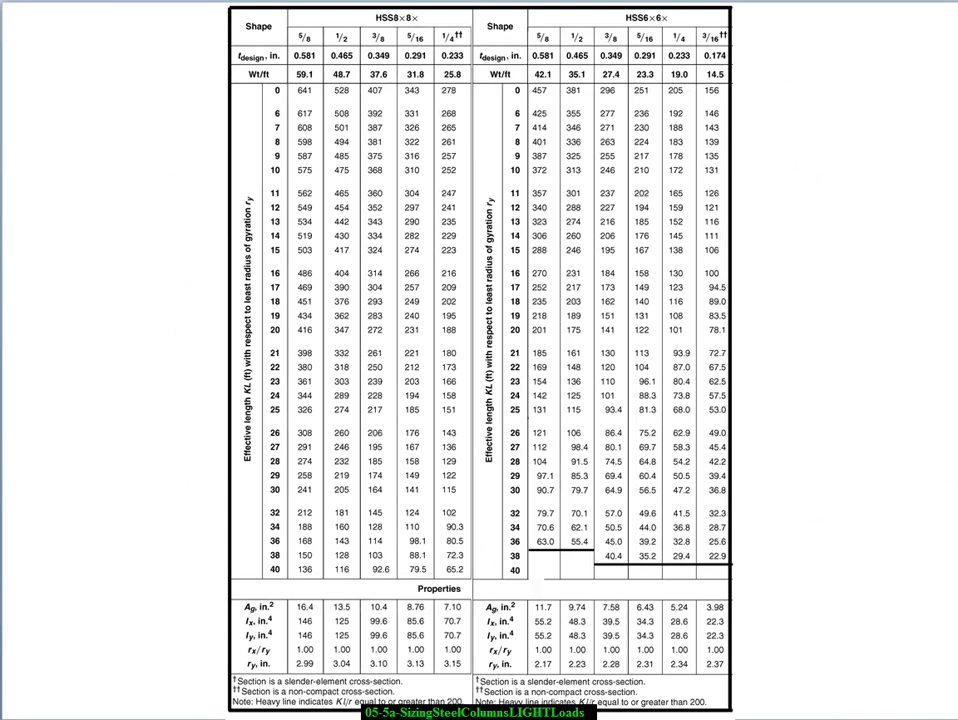 Shape HSS8×8× Shape HSS6×6×
5/8 1/2 3/8 5/16 1/4†† 5/8 1/2 3/8 5/16 1/4 3/16††
tdesign, in. 0.581 0.465 0.349 0.291 0.233 tdesign, in. 0.581 0.465 0.349 0.291 0.233 0.174
Wt/ft 59.1 48.7 37.6 31.8 25.8 Wt/ft 42.1 35.1 27.4 23.3 19.0 14.5
Effective length KL (ft) with respect to least radius of gyration ry
Effective length KL (ft) with respect to least radius of gyration ry
0 641 528 407 343 278 0 457 381 296 251 205 156
6 617 508 392 331 268 6 425 355 277 236 192 146
7 608 501 387 326 265 7 414 346 271 230 188 143
8 598 494 381 322 261 8 401 336 263 224 183 139
9 587 485 375 316 257 9 387 325 255 217 178 135
10 575 475 368 310 252 10 372 313 246 210 172 131
11 562 465 360 304 247 11 357 301 237 202 165 126
12 549 454 352 297 241 12 340 288 227 194 159 121
13 534 442 343 290 235 13 323 274 216 185 152 116
14 519 430 334 282 229 14 306 260 206 176 145 111
15 503 417 324 274 223 15 288 246 195 167 138 106
16 486 404 314 266 216 16 270 231 184 158 130 100
17 469 390 304 257 209 17 252 217 173 149 123 94.5
18 451 376 293 249 202 18 235 203 162 140 116 89.0
19 434 362 283 240 195 19 218 189 151 131 108 83.5
20 416 347 272 231 188 20 201 175 141 122 101 78.1
21 398 332 261 221 180 21 185 161 130 113 93.9 72.7
22 380 318 250 212 173 22 169 148 120 104 87.0 67.5
23 361 303 239 203 166 23 154 136 110 96.1 80.4 62.5
24 344 289 228 194 158 24 142 125 101 88.3 73.8 57.5
25 326 274 217 185 151 25 131 115 93.4 81.3 68.0 53.0
26 308 260 206 176 143 26 121 106 86.4 75.2 62.9 49.0
27 291 246 195 167 136 27 112 98.4 80.1 69.7 58.3 45.4
28 274 232 185 158 129 28 104 91.5 74.5 64.8 54.2 42.2
29 258 219 174 149 122 29 97.1 85.3 69.4 60.4 50.5 39.4
30 241 205 164 141 115 30 90.7 79.7 64.9 56.5 47.2 36.8
32 212 181 145 124 102 32 79.7 70.1 57.0 49.6 41.5 32.3
34 188 160 128 110 90.3 34 70.6 62.1 50.5 44.0 36.8 28.7
36 168 143 114 98.1 80.5 36 63.0 55.4 45.0 39.2 32.8 25.6
38 150 128 103 88.1 72.3 38 40.4 35.2 29.4 22.9
40 136 116 92.6 79.5 65.2 40
Properties
Ag, in.2 16.4 13.5 10.4 8.76 7.10 Ag, in.2 11.7 9.74 7.58 6.43 5.24 3.98
Ix, in.4 146 125 99.6 85.6 70.7 Ix, in.4 55.2 48.3 39.5 34.3 28.6 22.3
Iy, in.4 146 125 99.6 85.6 70.7 Iy, in.4 55.2 48.3 39.5 34.3 28.6 22.3
rx/ry 1.00 1.00 1.00 1.00 1.00 rx/ry 1.00 1.00 1.00 1.00 1.00 1.00
ry, in. 2.99 3.04 3.10 3.13 3.15 ry, in. 2.17 2.23 2.28 2.31 2.34 2.37
†Section is a slender-element cross-section. †Section is a slender-element cross-section.
††Section is a non-compact cross-section. ††Section is a non-compact cross-section.
Note: Heavy line indicates Kl/r equal to or greater than 200. Note: Heavy line indicates Kl/r equal to or greater than 200.
05-5a-SizingSteelColumnsLIGHTLoads